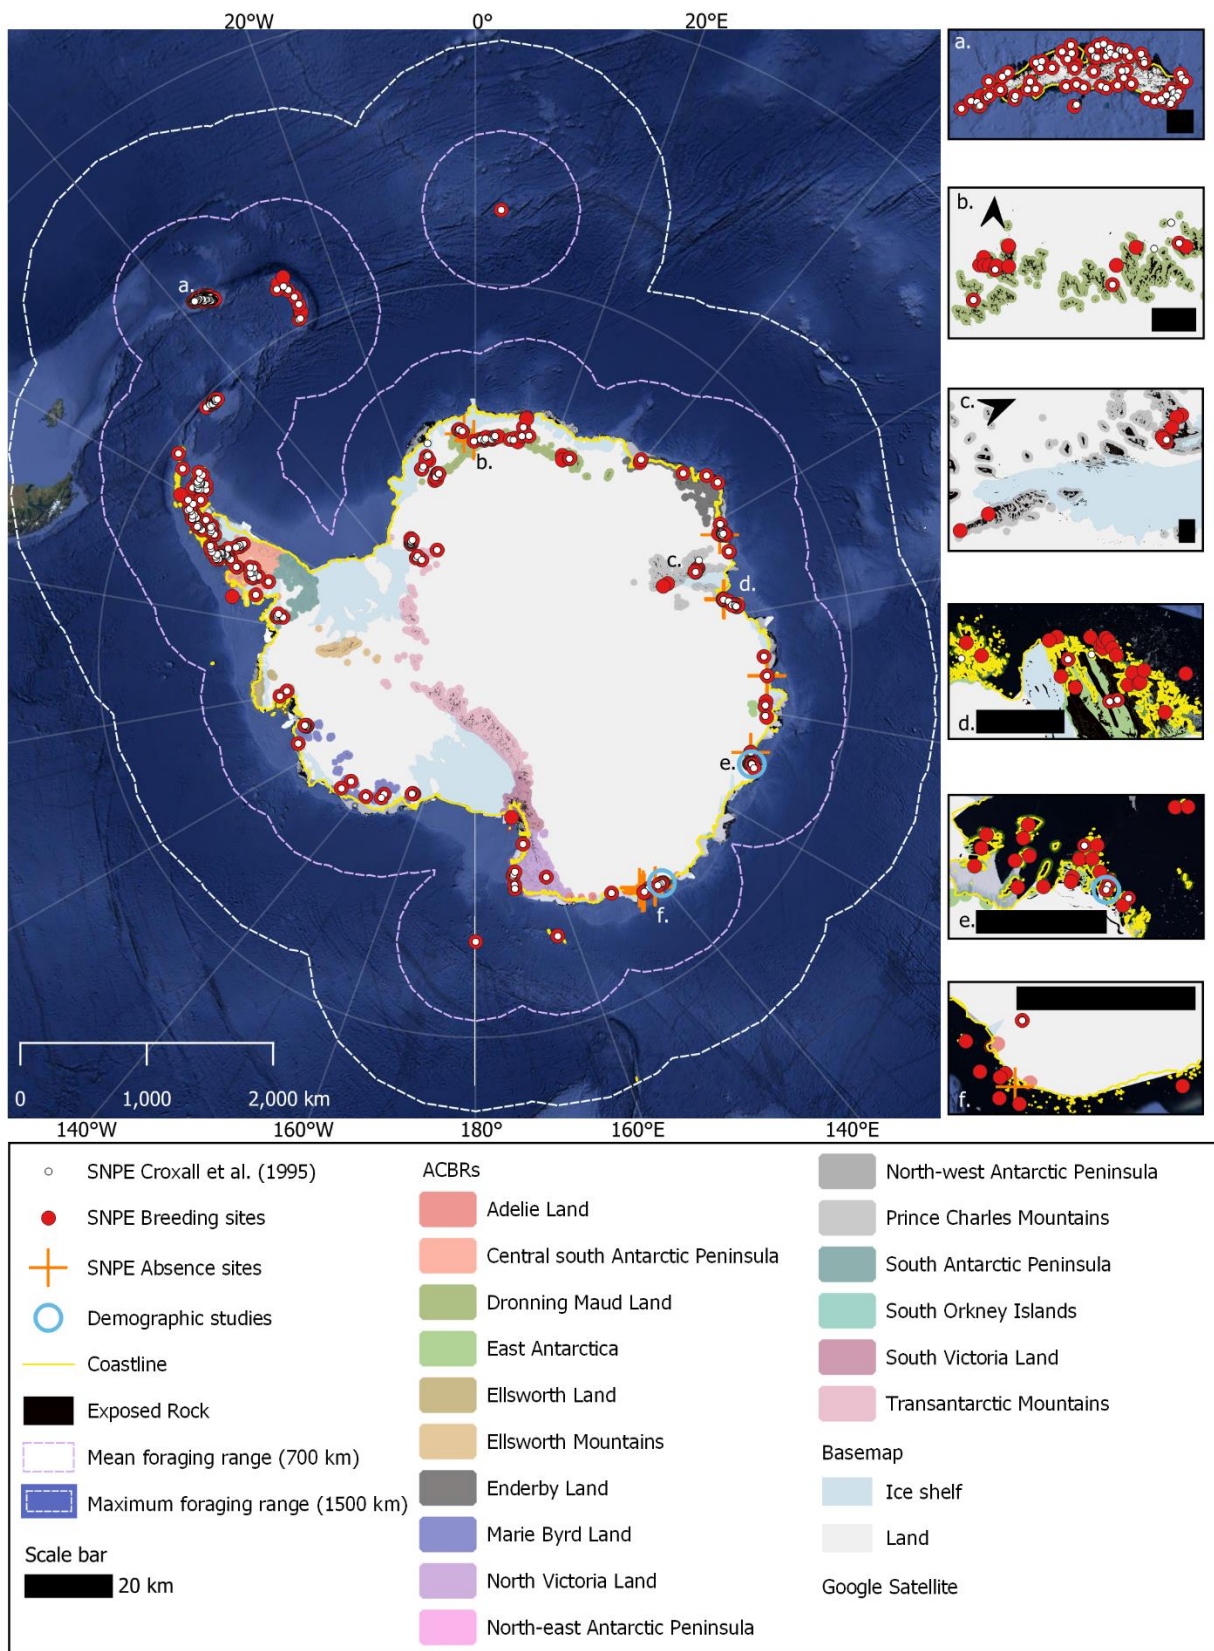 20°W 0° 20°E
a.
b.
c.
d.
e.
f.
0 1,000 2,000 km
140°W 160°W 180° 160°E 140°E
a.
b.
c.
d.
e.
f.
SNPE Croxall et al. (1995)
SNPE Breeding sites
SNPE Absence sites
Demographic studies
Coastline
Exposed Rock
Mean foraging range (700 km)
Maximum foraging range (1500 km)
Scale bar
20 km
ACBRs
Adelie Land
Central south Antarctic Peninsula
Dronning Maud Land
East Antarctica
Ellsworth Land
Ellsworth Mountains
Enderby Land
Marie Byrd Land
North Victoria Land
North-east Antarctic Peninsula
North-west Antarctic Peninsula
Prince Charles Mountains
South Antarctic Peninsula
South Orkney Islands
South Victoria Land
Transantarctic Mountains
Basemap
Ice shelf
Land
Google Satellite